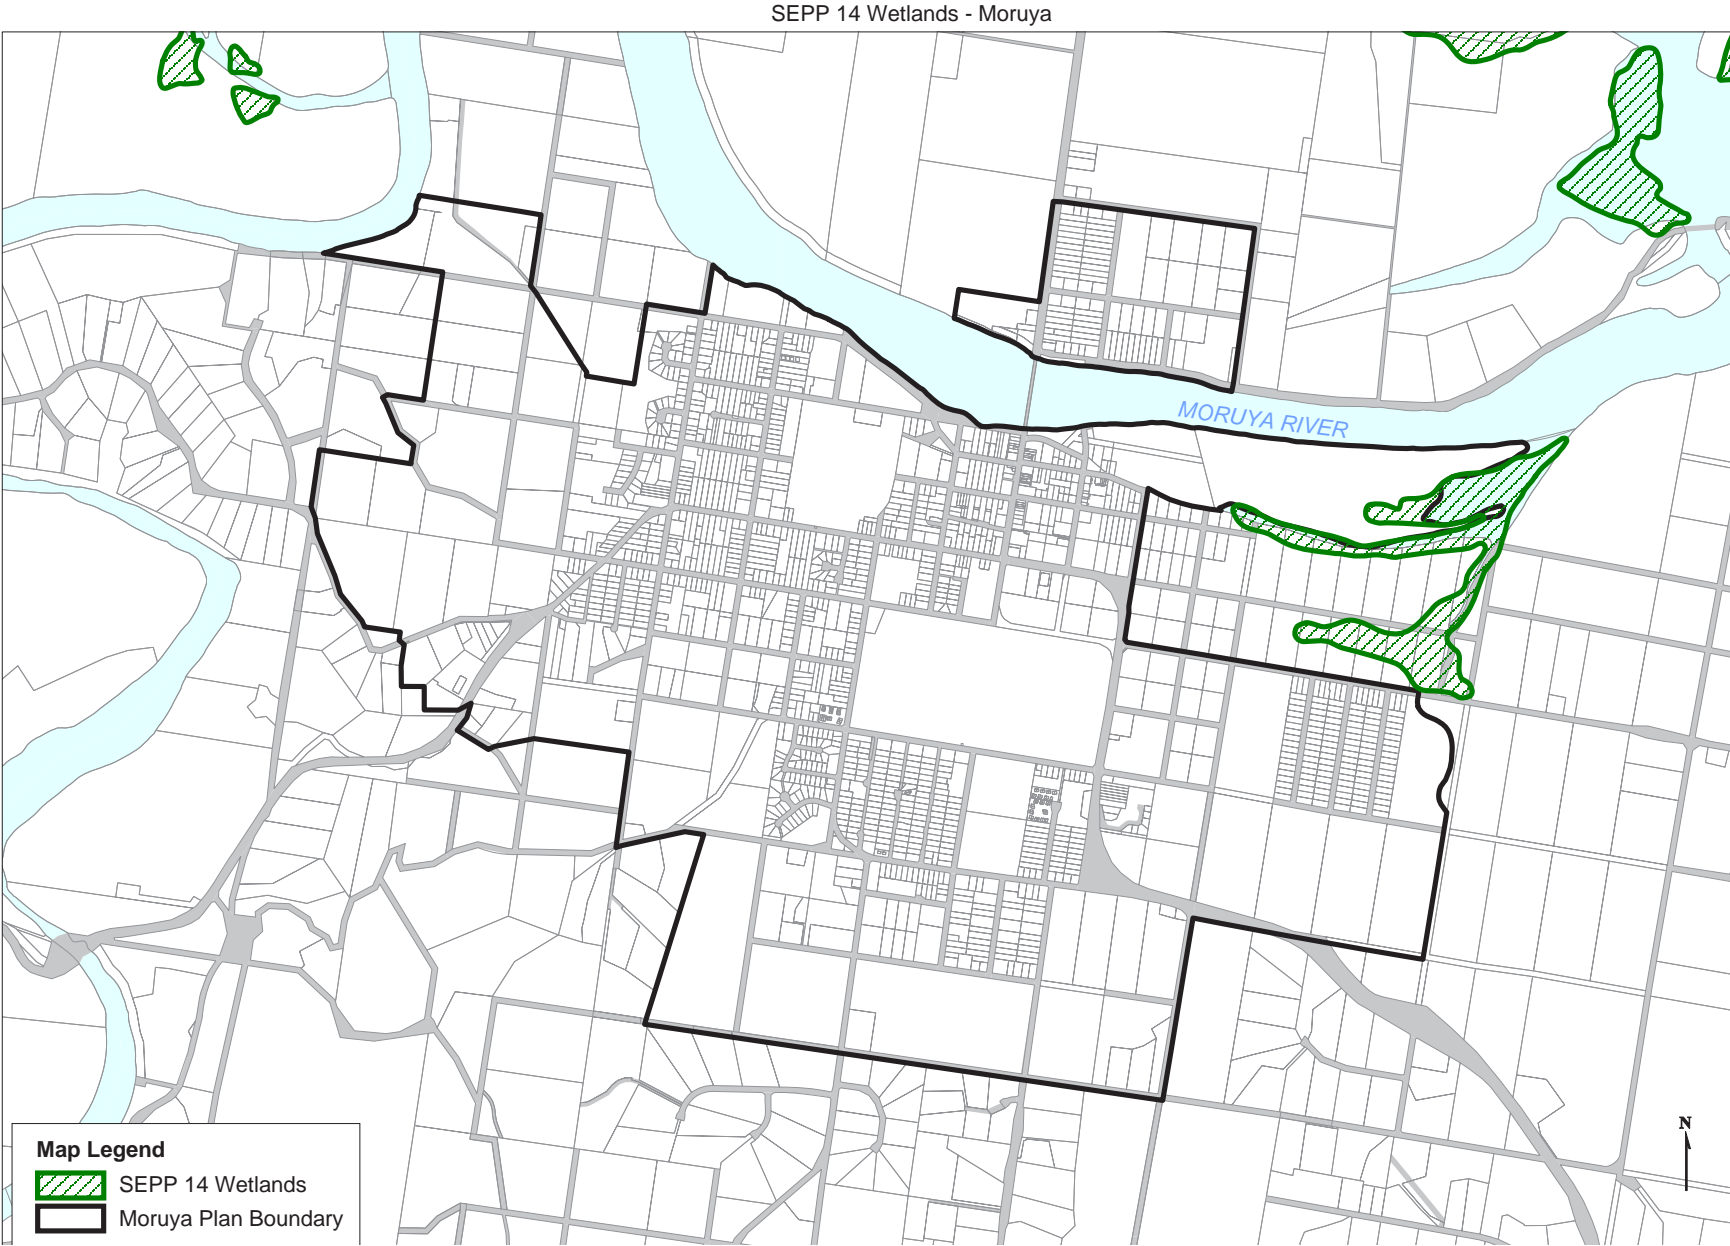 SEPP 14 Wetlands - Moruya
MORUYA RIVER
N
Map Legend
SEPP 14 Wetlands
Moruya Plan Boundary